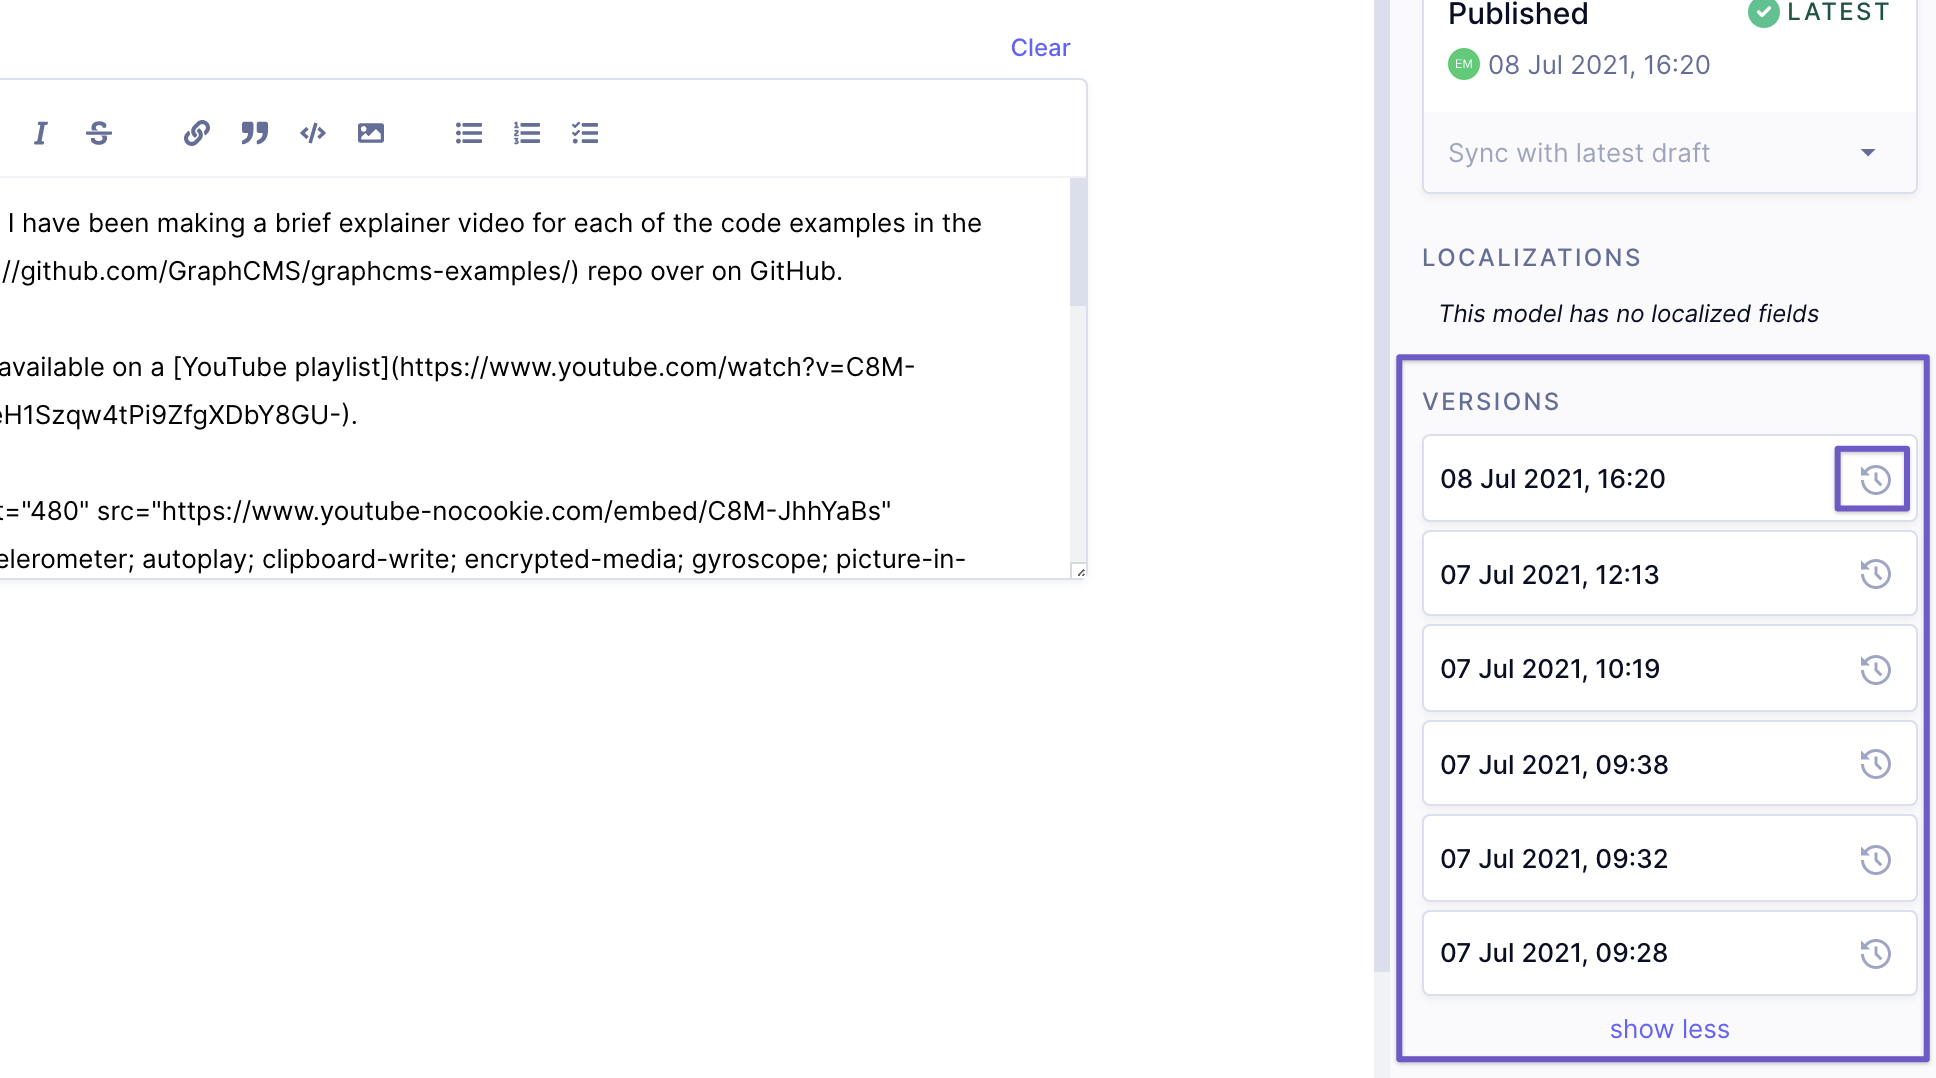 Clear
I have been making a brief explainer video for each of the code examples in the
//github.com/GraphCMS/graphcms-examples/) repo over on GitHub.
available on a [YouTube playlist](https://www.youtube.com/watch?v=C8M-
eH1Szqw4tPi9ZfgXDbY8GU-).
t="480" src="https://www.youtube-nocookie.com/embed/C8M-JhhYaBs"
elerometer; autoplay; clipboard-write; encrypted-media; gyroscope; picture-in-
Published
LATEST
EM 08 Jul 2021, 16:20
Sync with latest draft
LOCALIZATIONS
This model has no localized fields
VERSIONS
08 Jul 2021, 16:20
07 Jul 2021, 12:13
07 Jul 2021, 10:19
07 Jul 2021, 09:38
07 Jul 2021, 09:32
07 Jul 2021, 09:28
show less